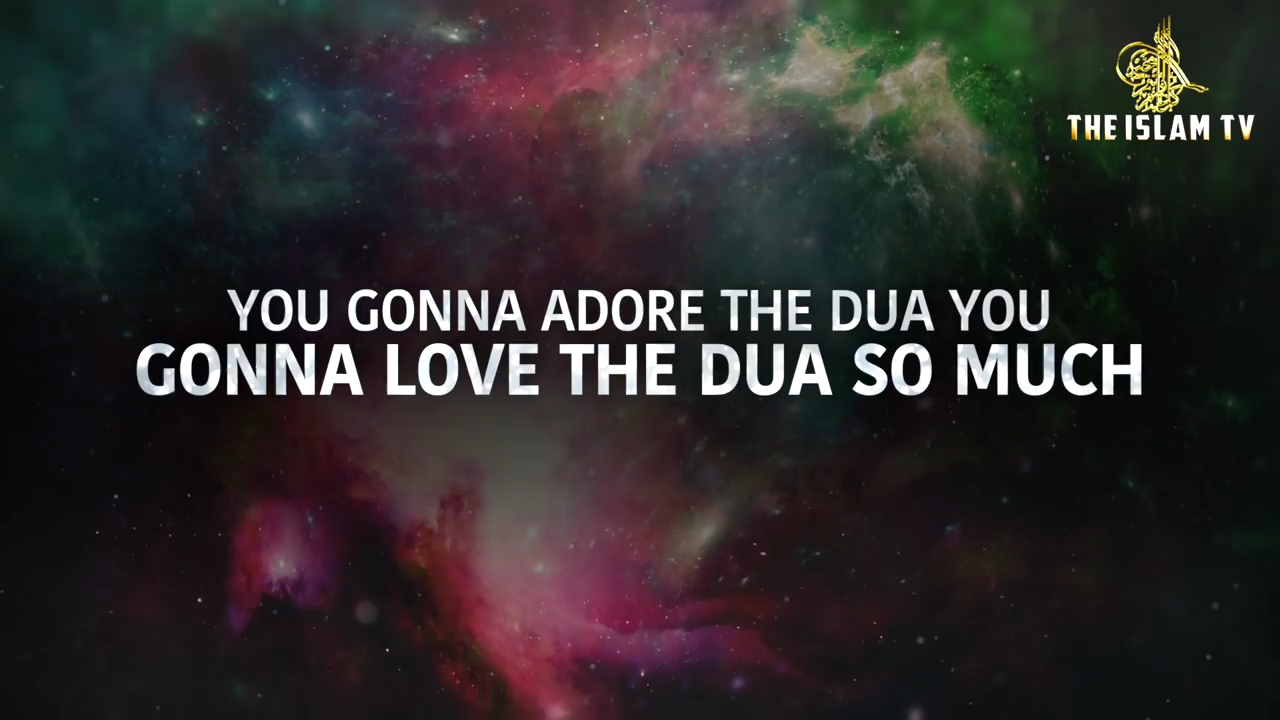 THE ISLAM TV
YOU GONNA ADORE THE DUA YOU
GONNA LOVE THE DUA SO MUCH